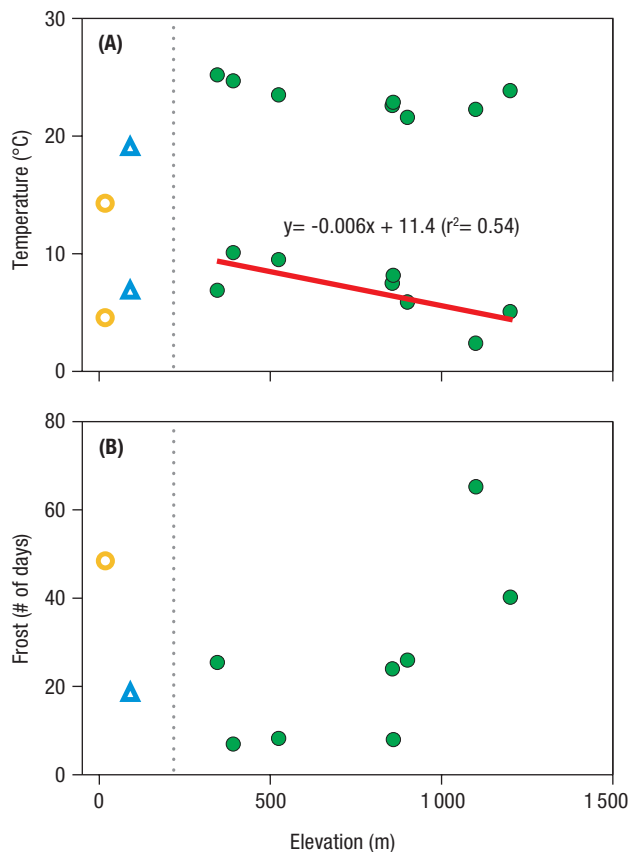 30
(A)
20
Temperature (°C)
y= -0.006x + 11.4 (r²= 0.54)
10
0
80
(B)
60
Frost (# of days)
40
20
0
0 500 1 000 1 500
Elevation (m)